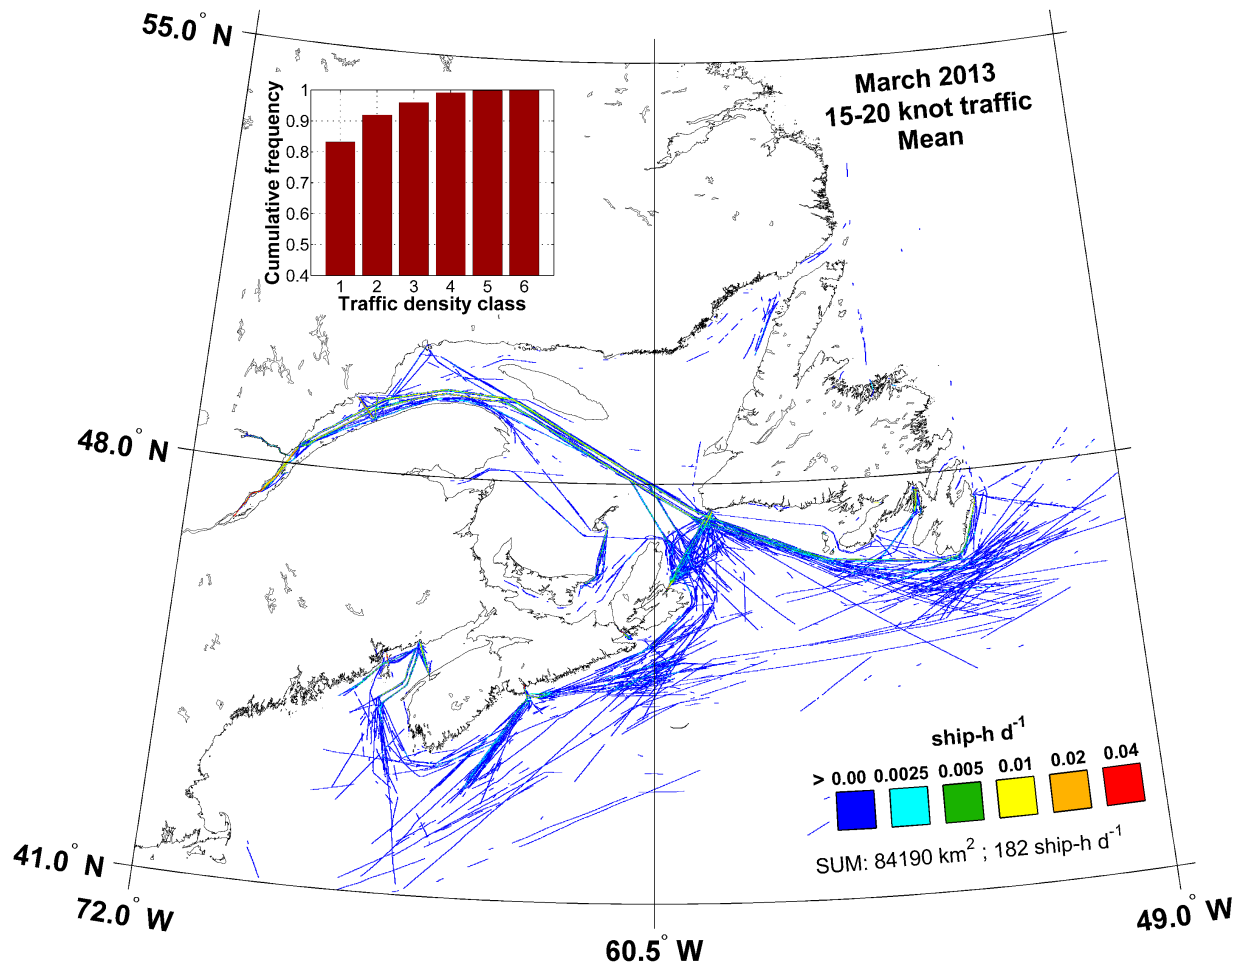 55.0° N
March 2013
15-20 knot traffic
Mean
Cumulative frequency
1
0.9
0.8
0.7
0.6
0.5
0.4
1 2 3 4 5 6
Traffic density class
48.0° N
ship-h d⁻¹
> 0.00 0.0025 0.005 0.01 0.02 0.04
SUM: 84190 km² ; 182 ship-h d⁻¹
41.0° N
72.0° W
60.5° W
49.0° W